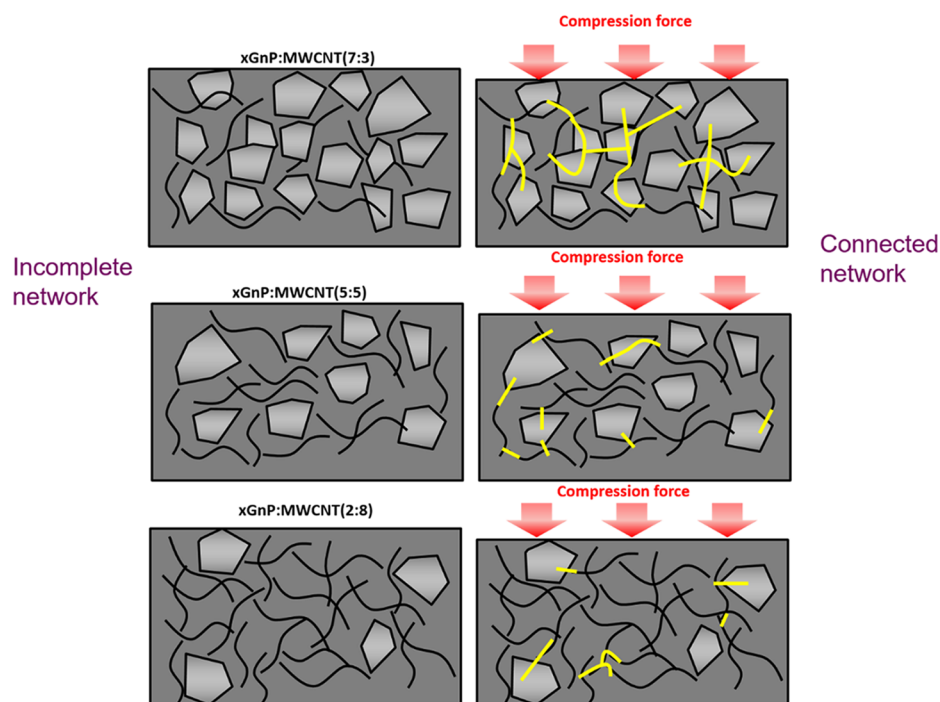 Compression force
xGnP:MWCNT(7:3)
Incomplete
network
Connected
network
Compression force
xGnP:MWCNT(5:5)
Compression force
xGnP:MWCNT(2:8)